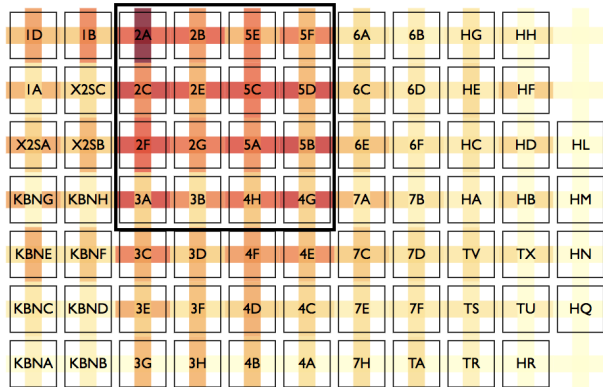 1D 1B 2A 2B 5E 5F 6A 6B HG HH
1A X2SC 2C 2E 5C 5D 6C 6D HE HF
X2SA X2SB 2F 2G 5A 5B 6E 6F HC HD HL
KBNG KBNH 3A 3B 4H 4G 7A 7B HA HB HM
KBNE KBNF 3C 3D 4F 4E 7C 7D TV TX HN
KBNC KBND 3E 3F 4D 4C 7E 7F TS TU HQ
KBNA KBNB 3G 3H 4B 4A 7H TA TR HR